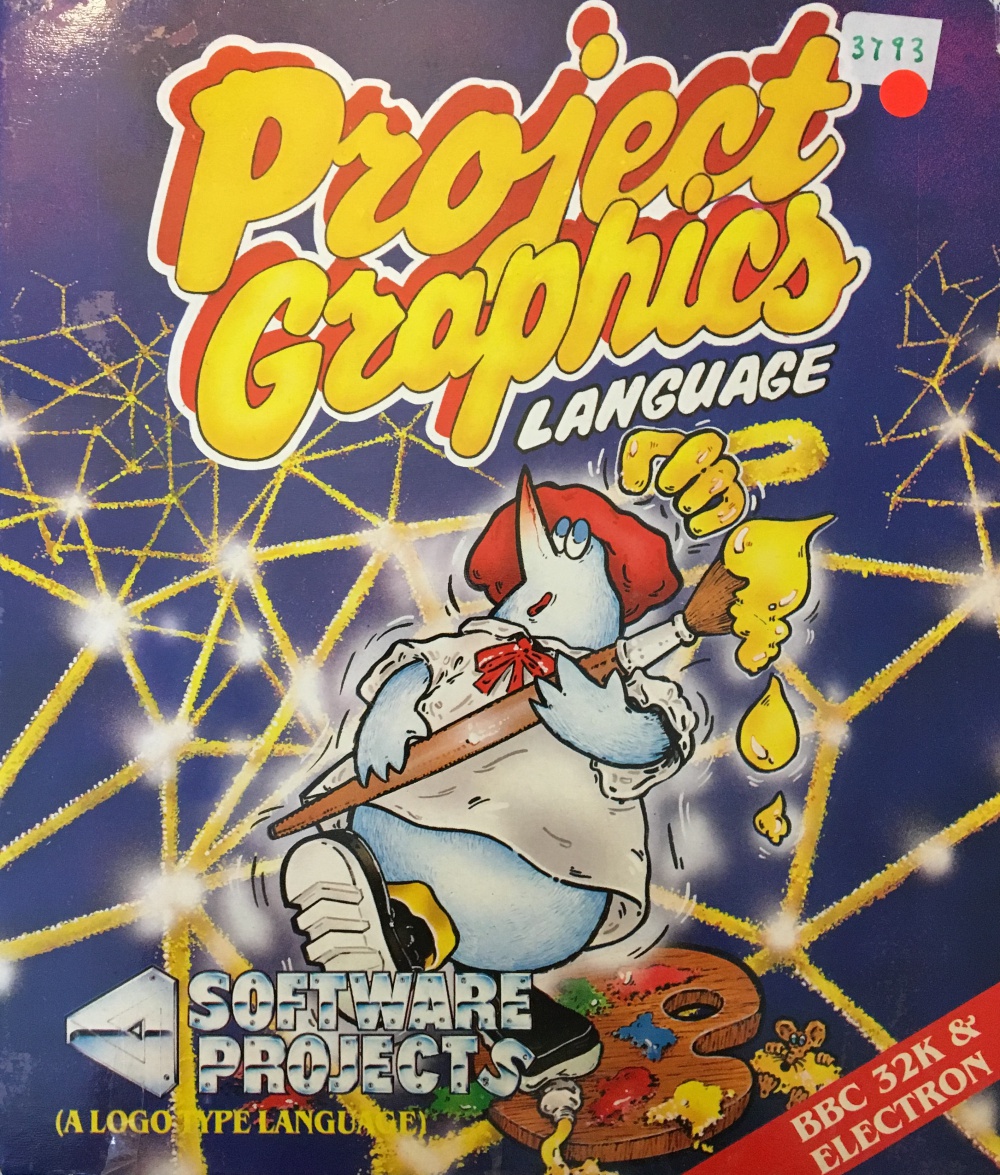 3793
Project
Graphics
LANGUAGE
SOFTWARE
PROJECTS
(A LOGO TYPE LANGUAGE)
BBC 32K &
ELECTRON